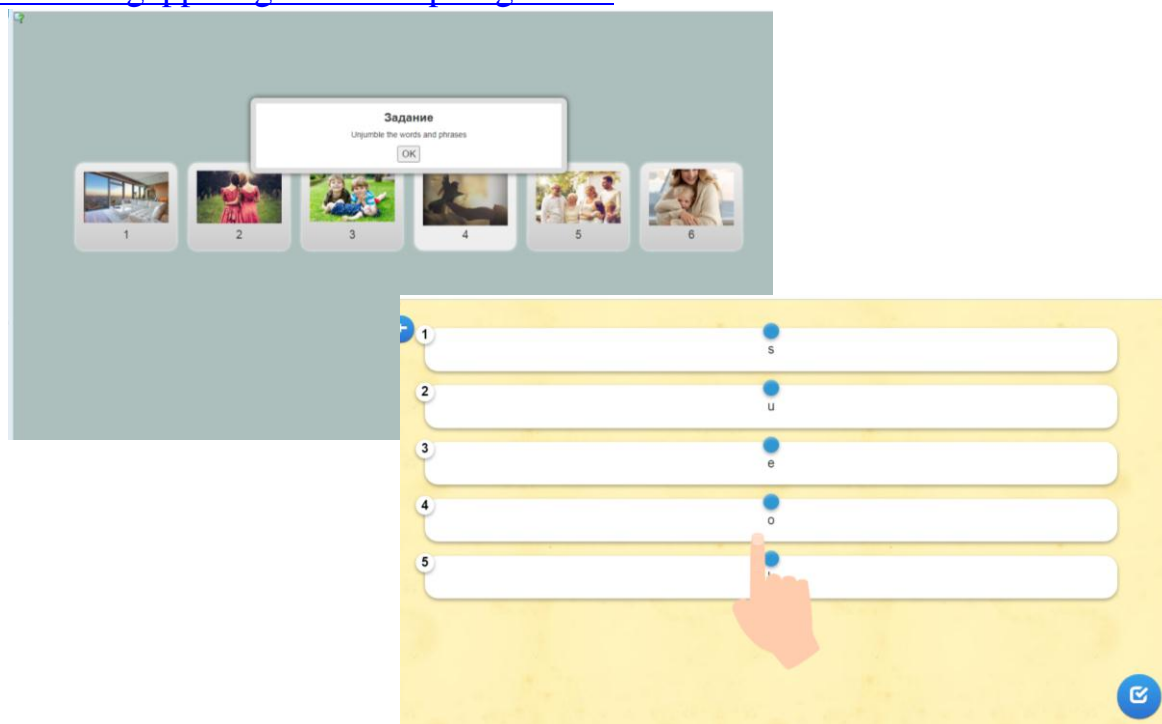 Задание
Unjumble the words and phrases
OK
1 2 3 4 5 6
1
s
2
u
3
e
4
o
5